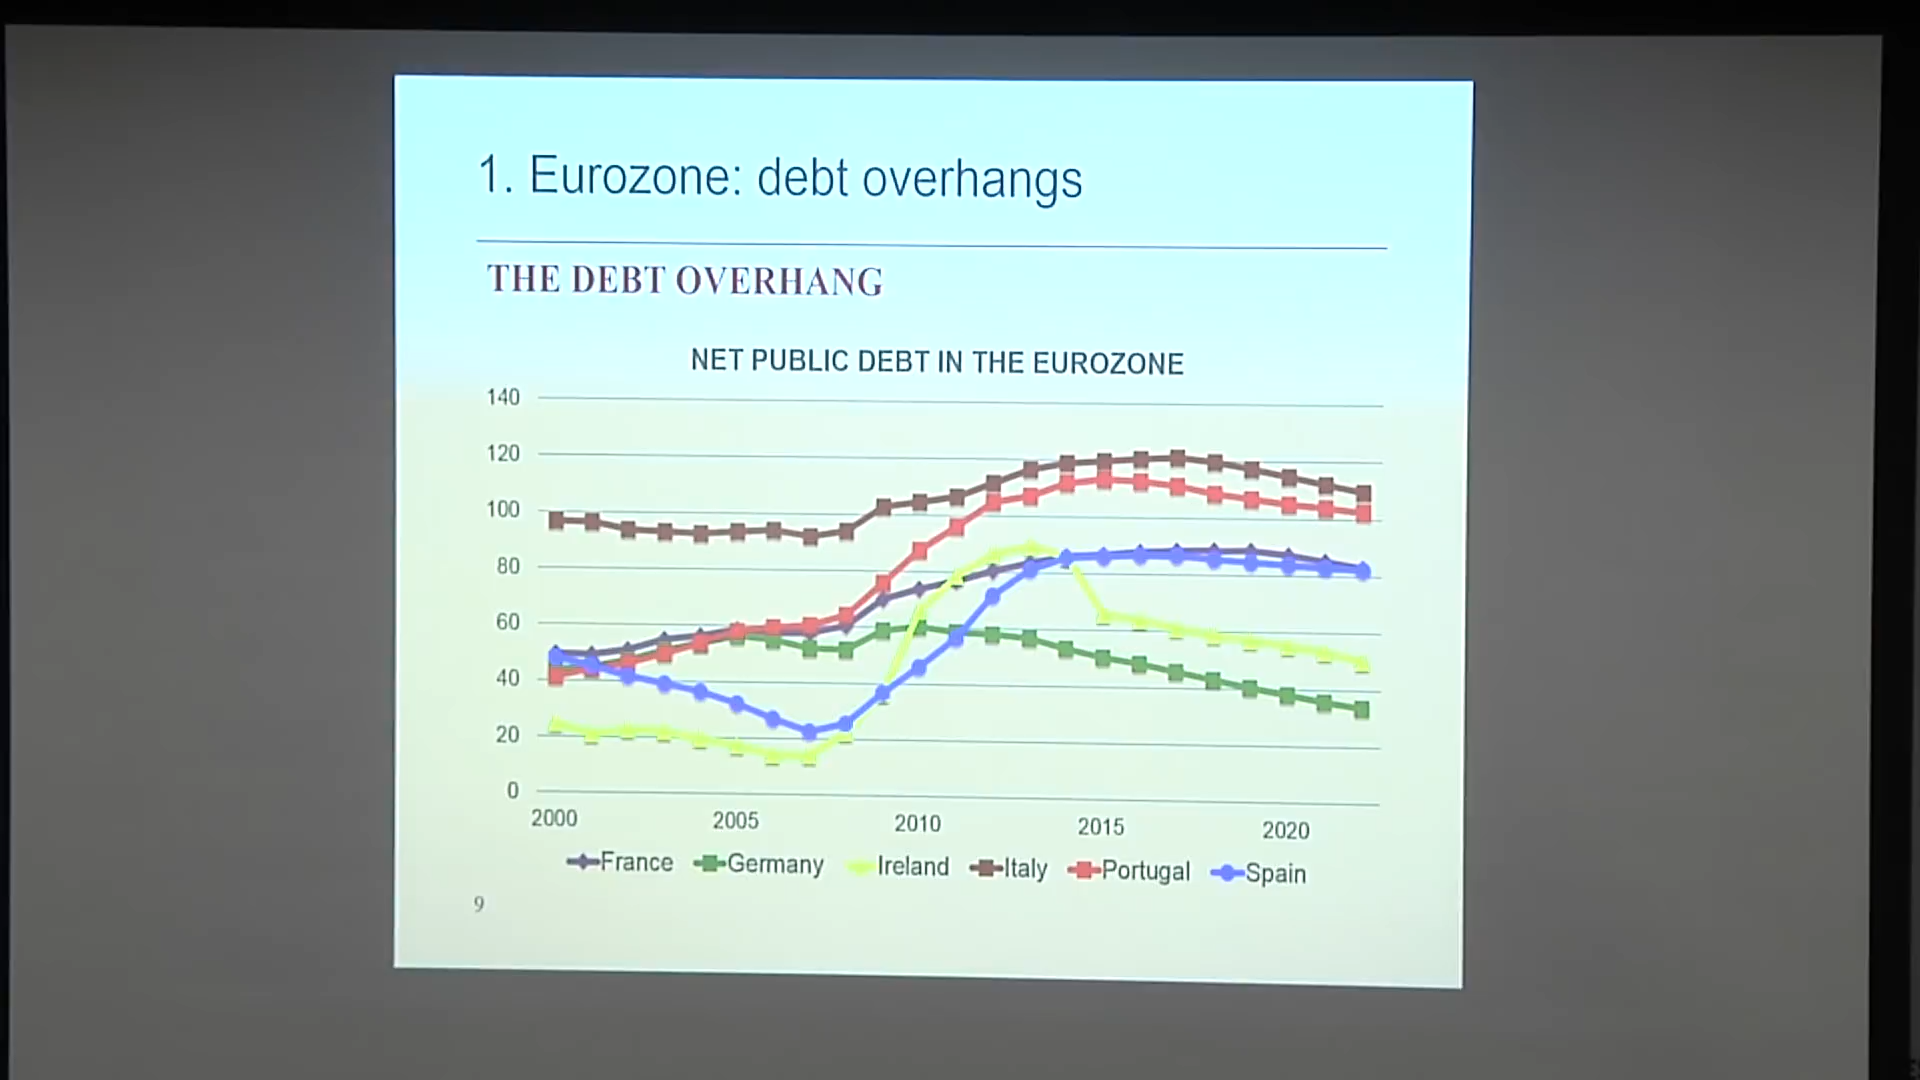 1. Eurozone: debt overhangs
THE DEBT OVERHANG
NET PUBLIC DEBT IN THE EUROZONE
140
120
100
80
60
40
20
0
2000 2005 2010 2015 2020
France Germany Ireland Italy Portugal Spain
9